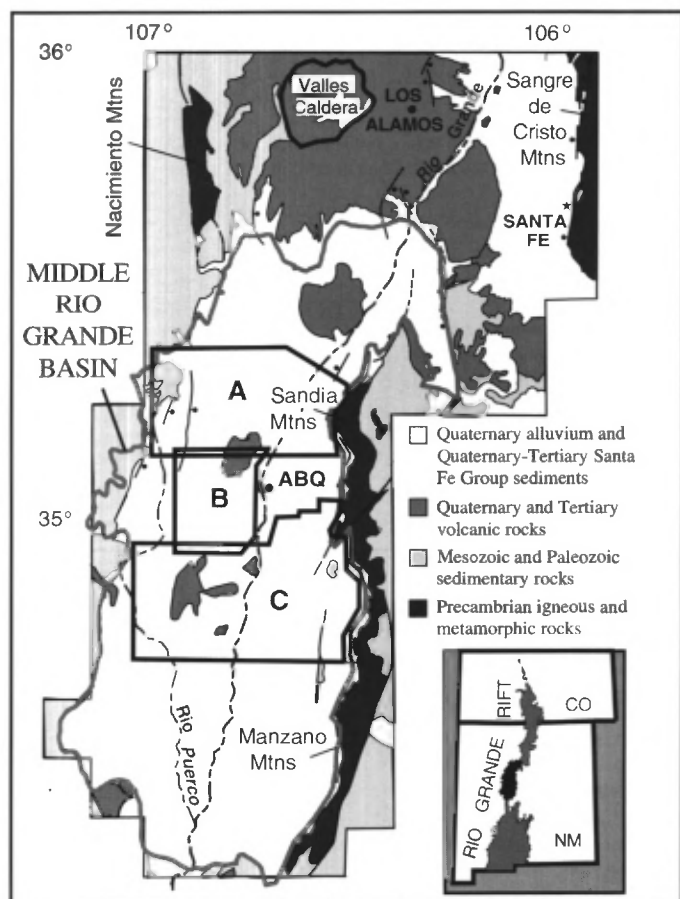 107°
106°
36°
Valles
Caldera
LOS
ALAMOS
Rio Grande
Sangre
de
Cristo
Mtns
Nacimiento Mtns
SANTA
FE
MIDDLE
RIO
GRANDE
BASIN
A
Sandia
Mtns
B
ABQ
35°
C
Rio Puerco
Manzano
Mtns
Quaternary alluvium and
Quaternary-Tertiary Santa
Fe Group sediments
Quaternary and Tertiary
volcanic rocks
Mesozoic and Paleozoic
sedimentary rocks
Precambrian igneous and
metamorphic rocks
RIO GRANDE RIFT
CO
NM